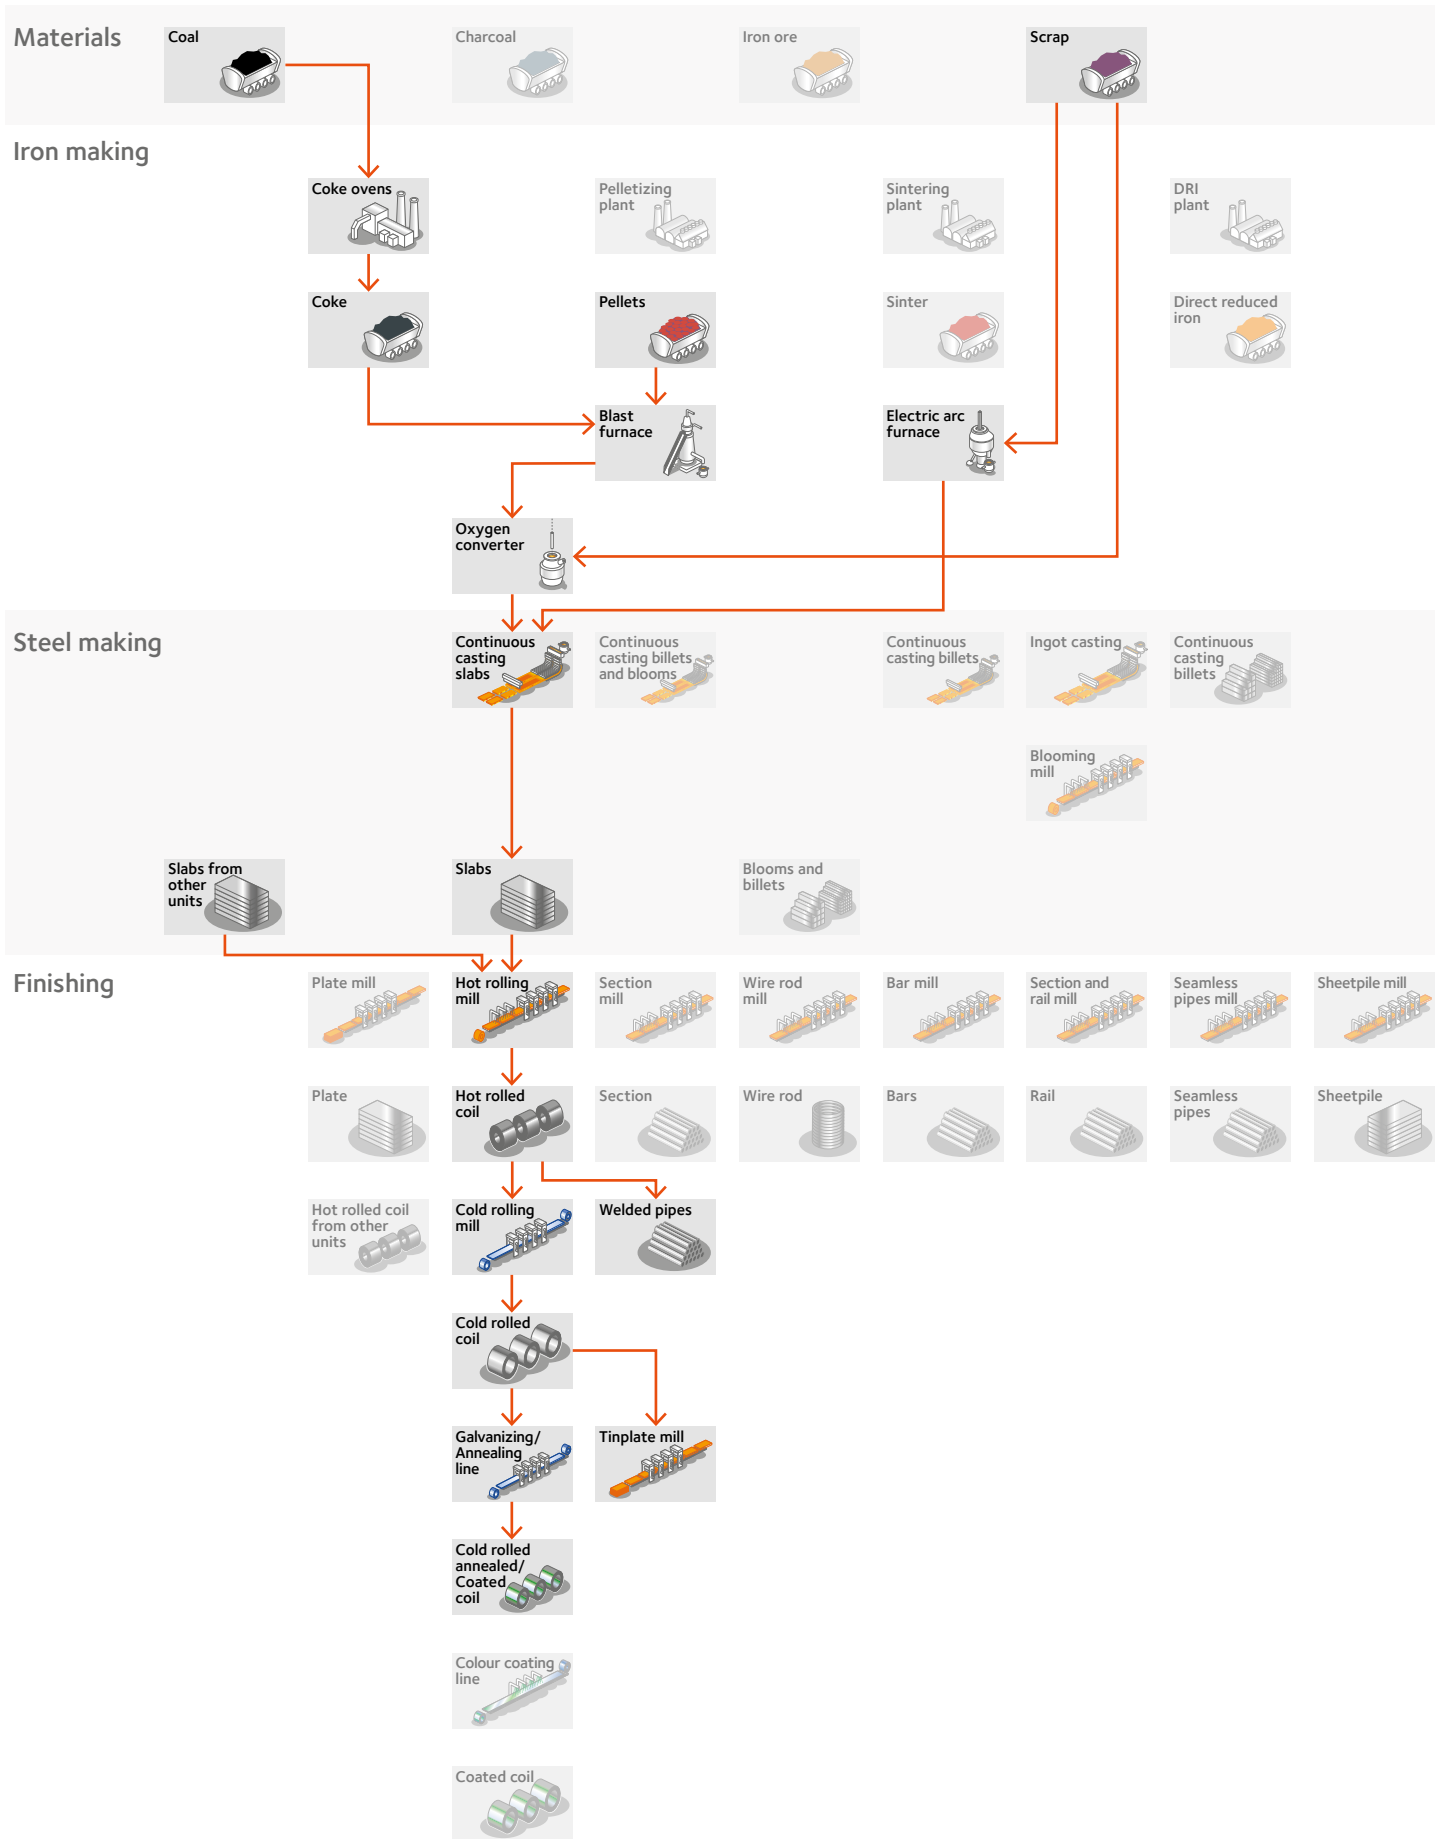 Materials
Coal
Charcoal
Iron ore
Scrap
Iron making
Coke ovens
Pelletizing
plant
Sintering
plant
DRI
plant
Coke
Pellets
Sinter
Direct reduced
iron
Blast
furnace
Electric arc
furnace
Oxygen
converter
Steel making
Continuous
casting
slabs
Continuous
casting billets
and blooms
Continuous
casting billets
Ingot casting
Continuous
casting
billets
Blooming
mill
Slabs from
other
units
Slabs
Blooms and
billets
Finishing
Plate mill
Hot rolling
mill
Section
mill
Wire rod
mill
Bar mill
Section and
rail mill
Seamless
pipes mill
Sheetpile mill
Plate
Hot rolled
coil
Section
Wire rod
Bars
Rail
Seamless
pipes
Sheetpile
Hot rolled coil
from other
units
Cold rolling
mill
Welded pipes
Cold rolled
coil
Galvanizing/
Annealing
line
Tinplate mill
Cold rolled
annealed/
Coated
coil
Colour coating
line
Coated coil